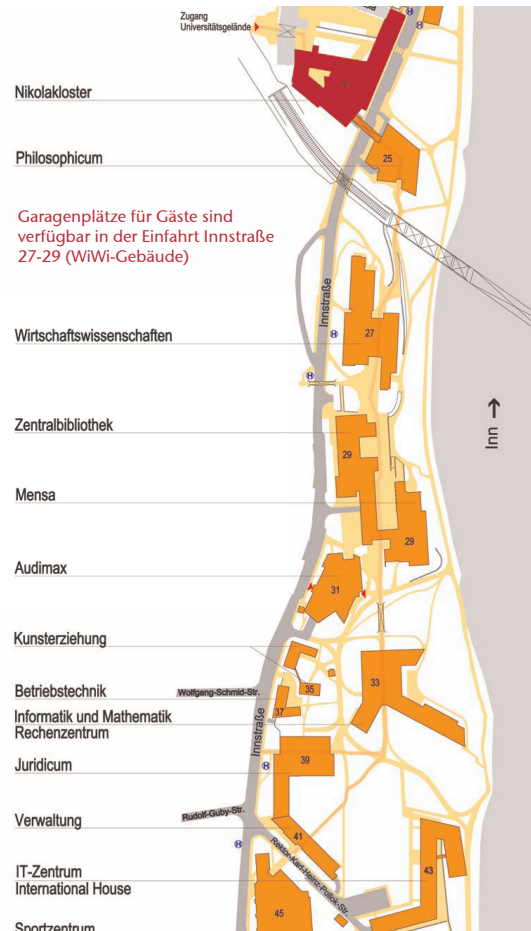 Zugang
Universitätsgelände
H
H
Nikolakloster
Philosophicum
25
Garagenplätze für Gäste sind
verfügbar in der Einfahrt Innstraße
27-29 (WiWi-Gebäude)
Innstraße
Wirtschaftswissenschaften
H
27
H
Zentralbibliothek
29
Inn →
Mensa
29
Audimax
31
Kunsterziehung
35
33
Betriebstechnik
Wolfgang-Schmid-Str.
37
Informatik und Mathematik
Rechenzentrum
Innstraße
Juridicum
H
39
Verwaltung
Rudolf-Guby-Str.
41
H
Rektor-Karl-Heinz-Pollok-Str.
IT-Zentrum
International House
43
45
Sportzentrum